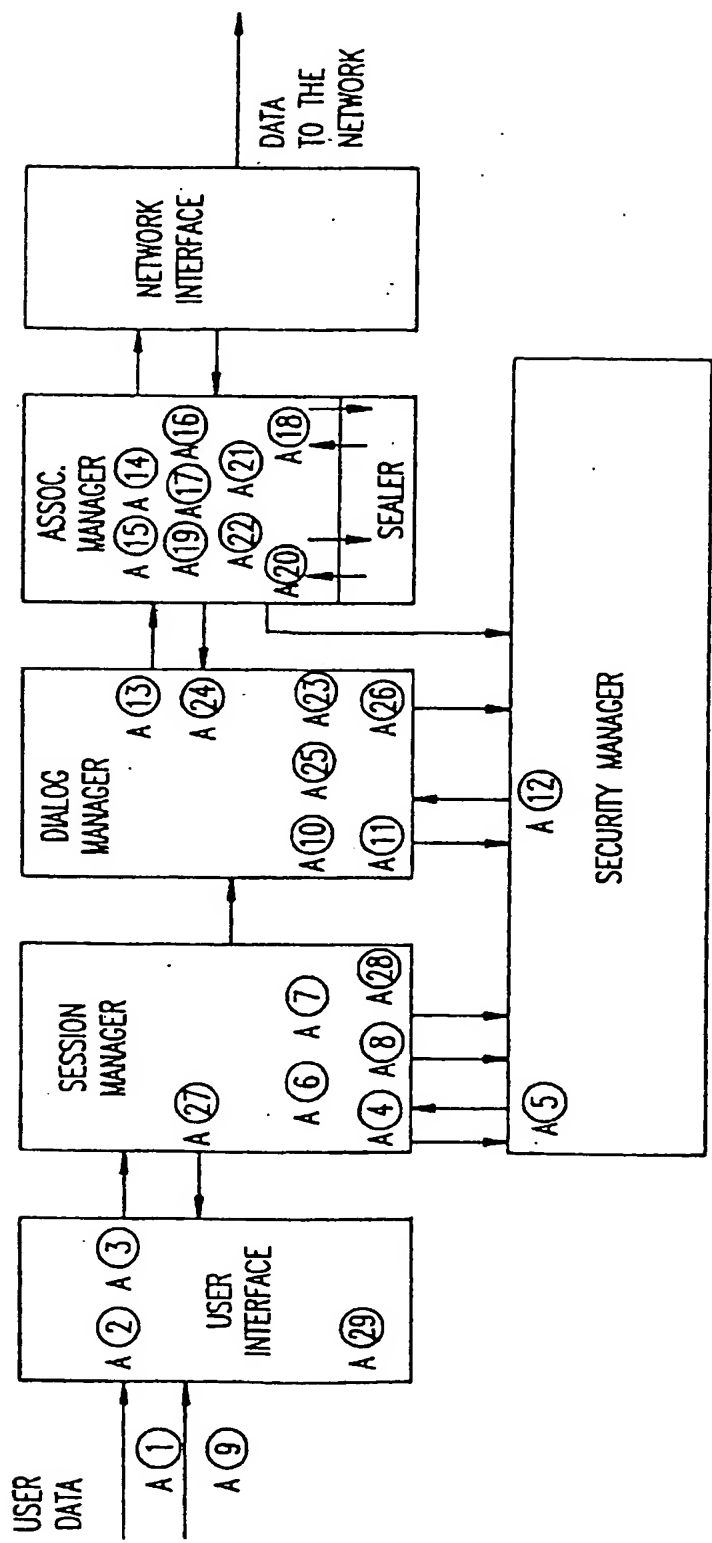 USER
DATA
A 1
A 9
A 2 A 3
USER
INTERFACE
A 29
SESSION
MANAGER
A 27
A 6 A 7
A 4 A 8 A 28
DIALOG
MANAGER
A 13
A 24
A 10 A 25 A 23
A 11 A 26
ASSOC.
MANAGER
A 15 A 14
A 19 A 17 A 16
A 22 A 21
A 20 A 18
SEALER
NETWORK
INTERFACE
DATA
TO THE
NETWORK
A 5 A 12
SECURITY MANAGER